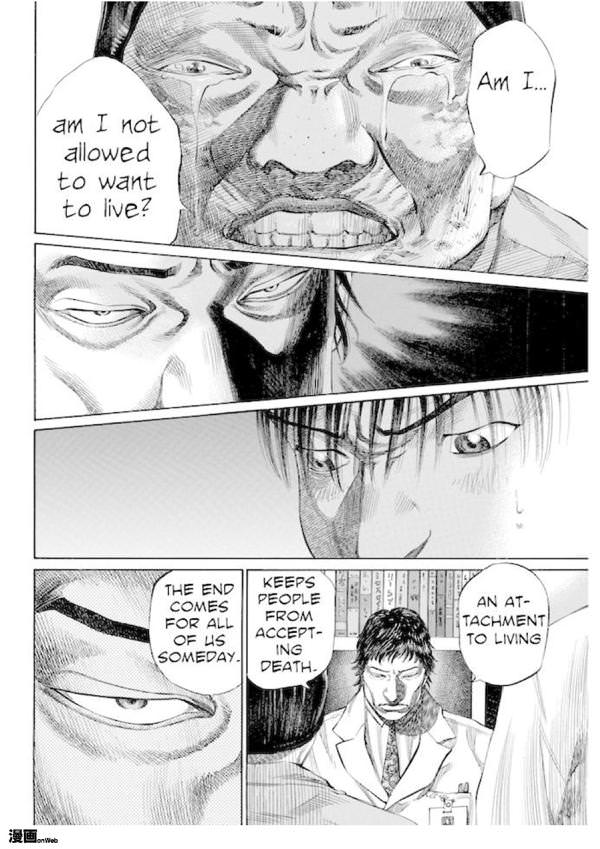 Am I...
am I not
allowed
to want
to live?
AN AT-
TACHMENT
TO LIVING
KEEPS
PEOPLE
FROM
ACCEPT-
ING
DEATH.
THE END
COMES
FOR ALL
OF US
SOMEDAY.
漫画onWeb